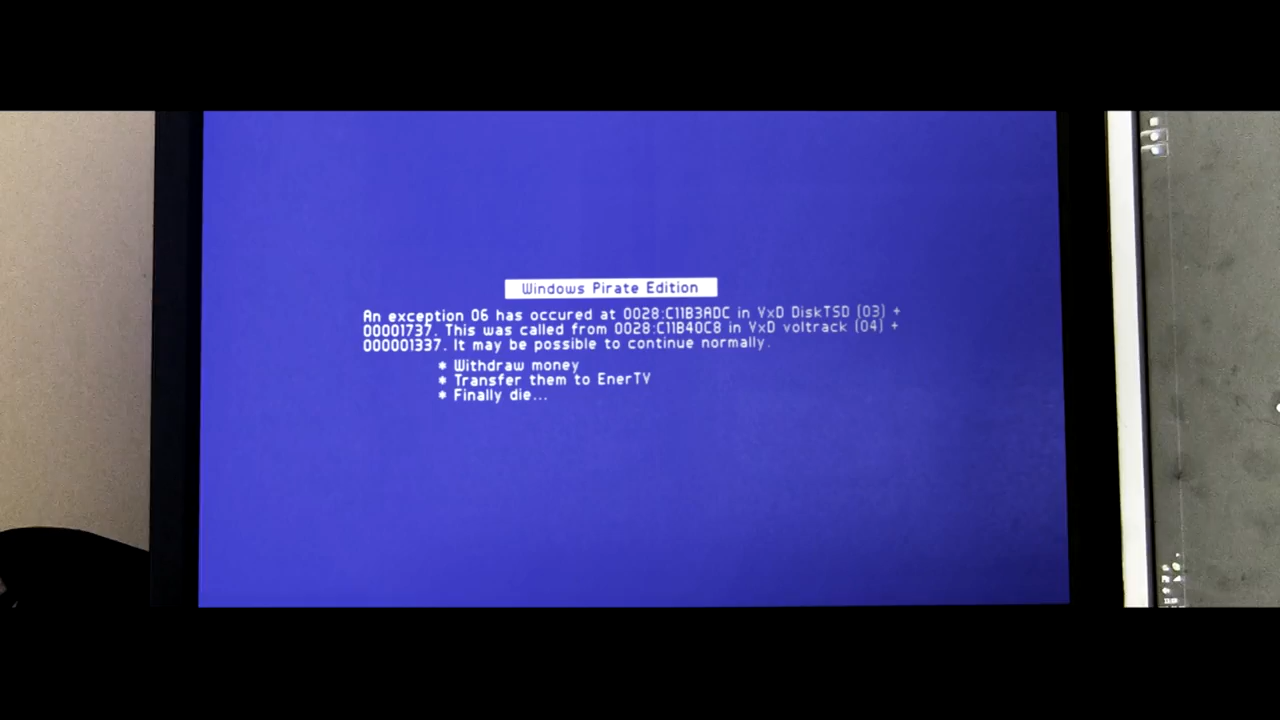 Windows Pirate Edition
An exception 06 has occured at 0028:C11B3ADC in VxD DiskTSD (03) +
00001737. This was called from 0028:C11B40C8 in VxD voltrack (04) +
000001337. It may be possible to continue normally.
* Withdraw money
* Transfer them to EnerTV
* Finally die...